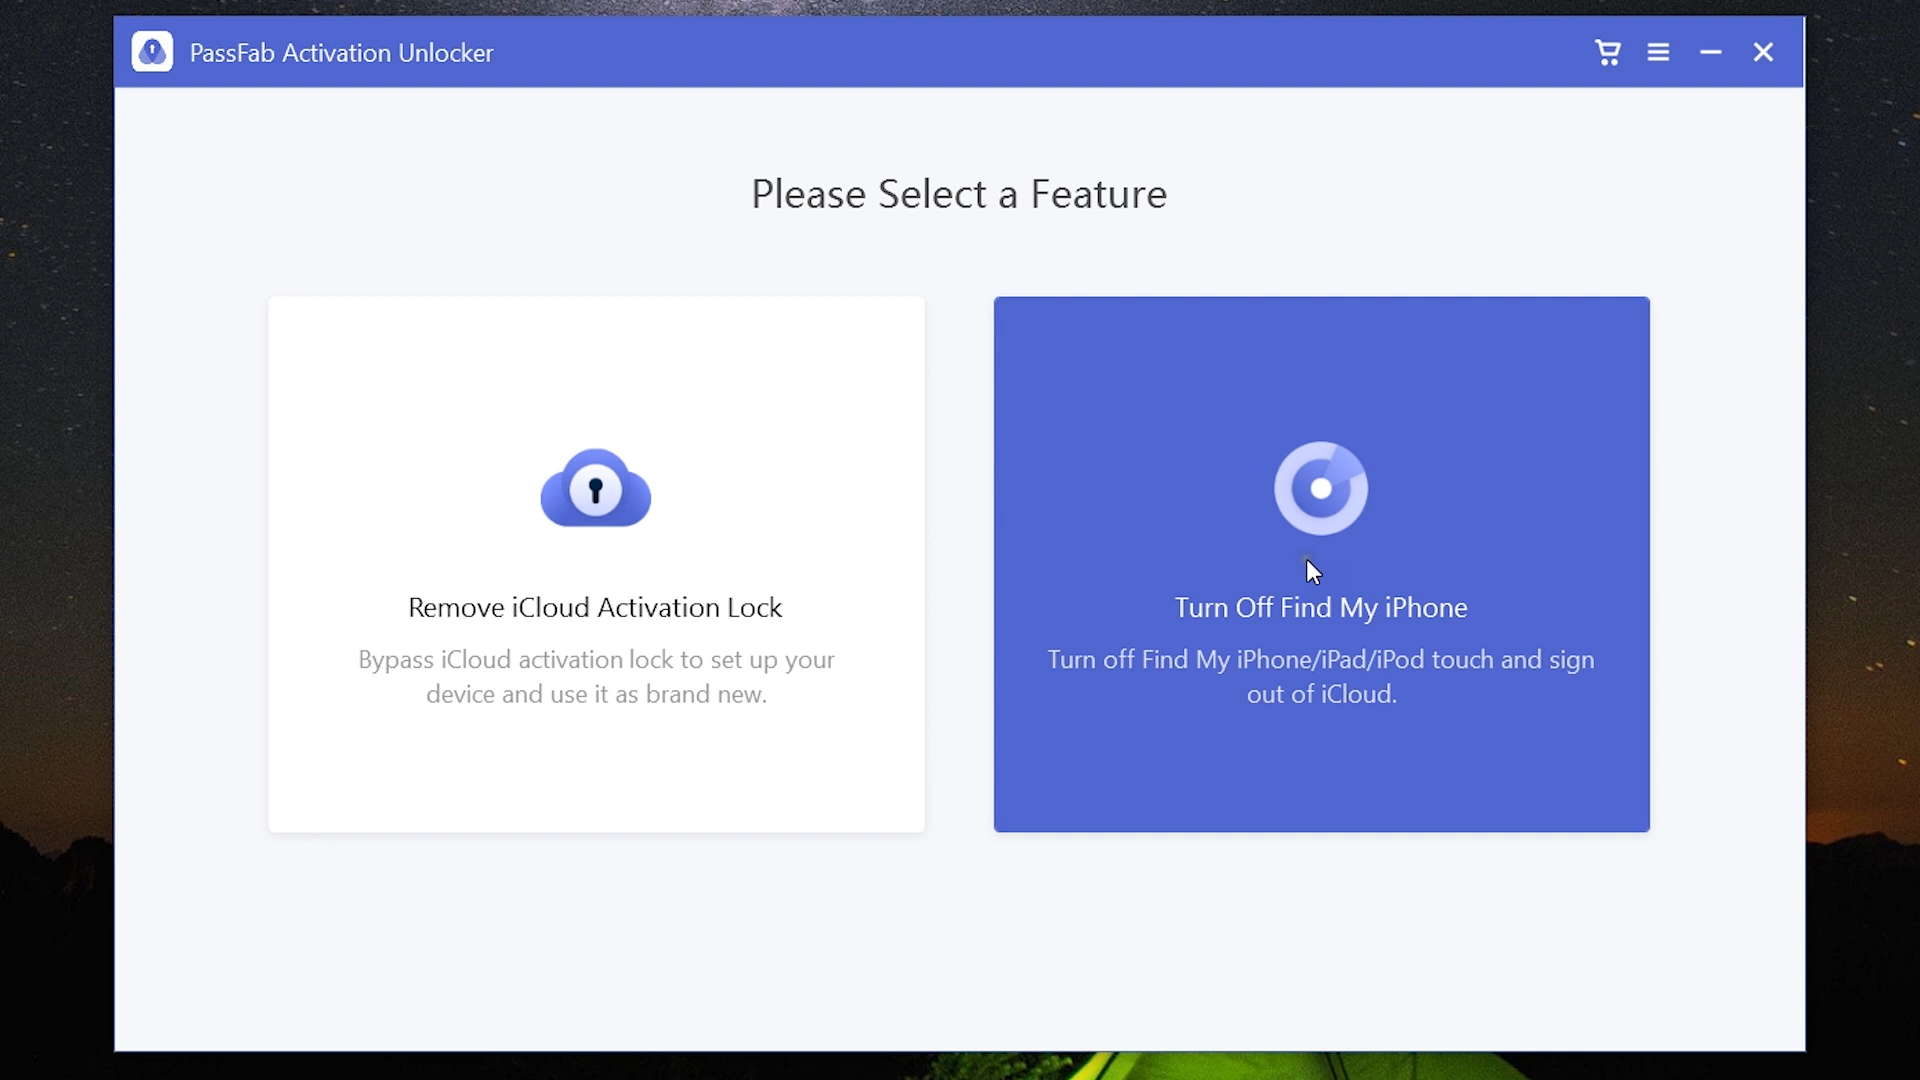 PassFab Activation Unlocker
Please Select a Feature
Remove iCloud Activation Lock
Bypass iCloud activation lock to set up your
device and use it as brand new.
Turn Off Find My iPhone
Turn off Find My iPhone/iPad/iPod touch and sign
out of iCloud.